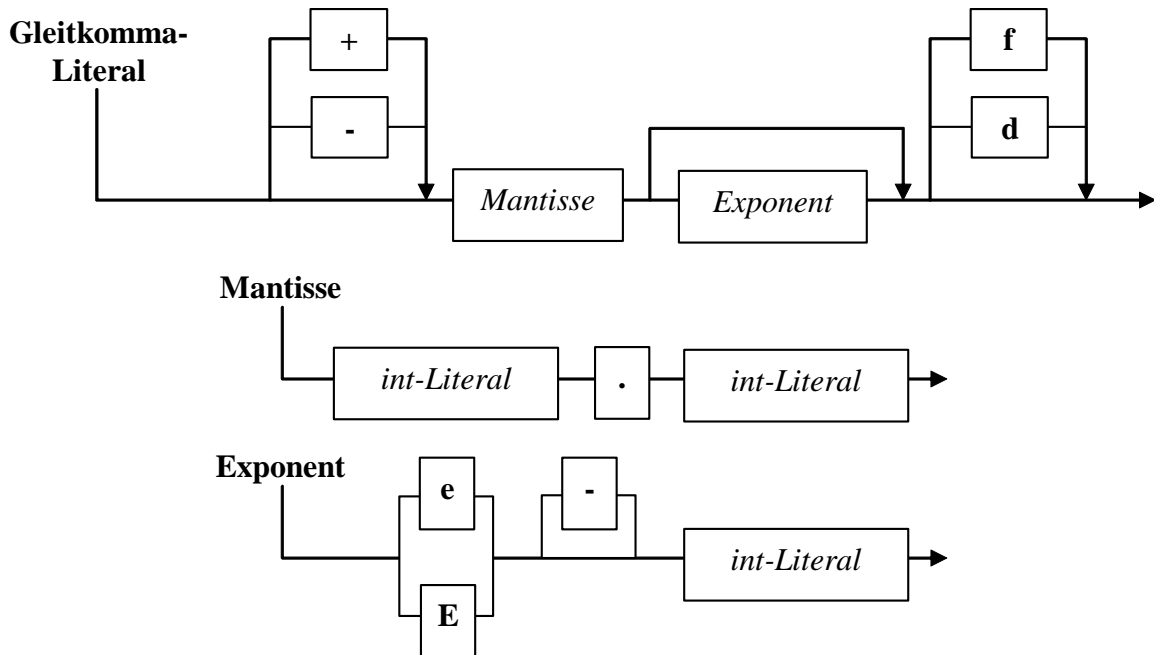 Gleitkomma-
Literal
+
-
f
d
Mantisse
Exponent
Mantisse
int-Literal
.
int-Literal
Exponent
e
-
E
int-Literal